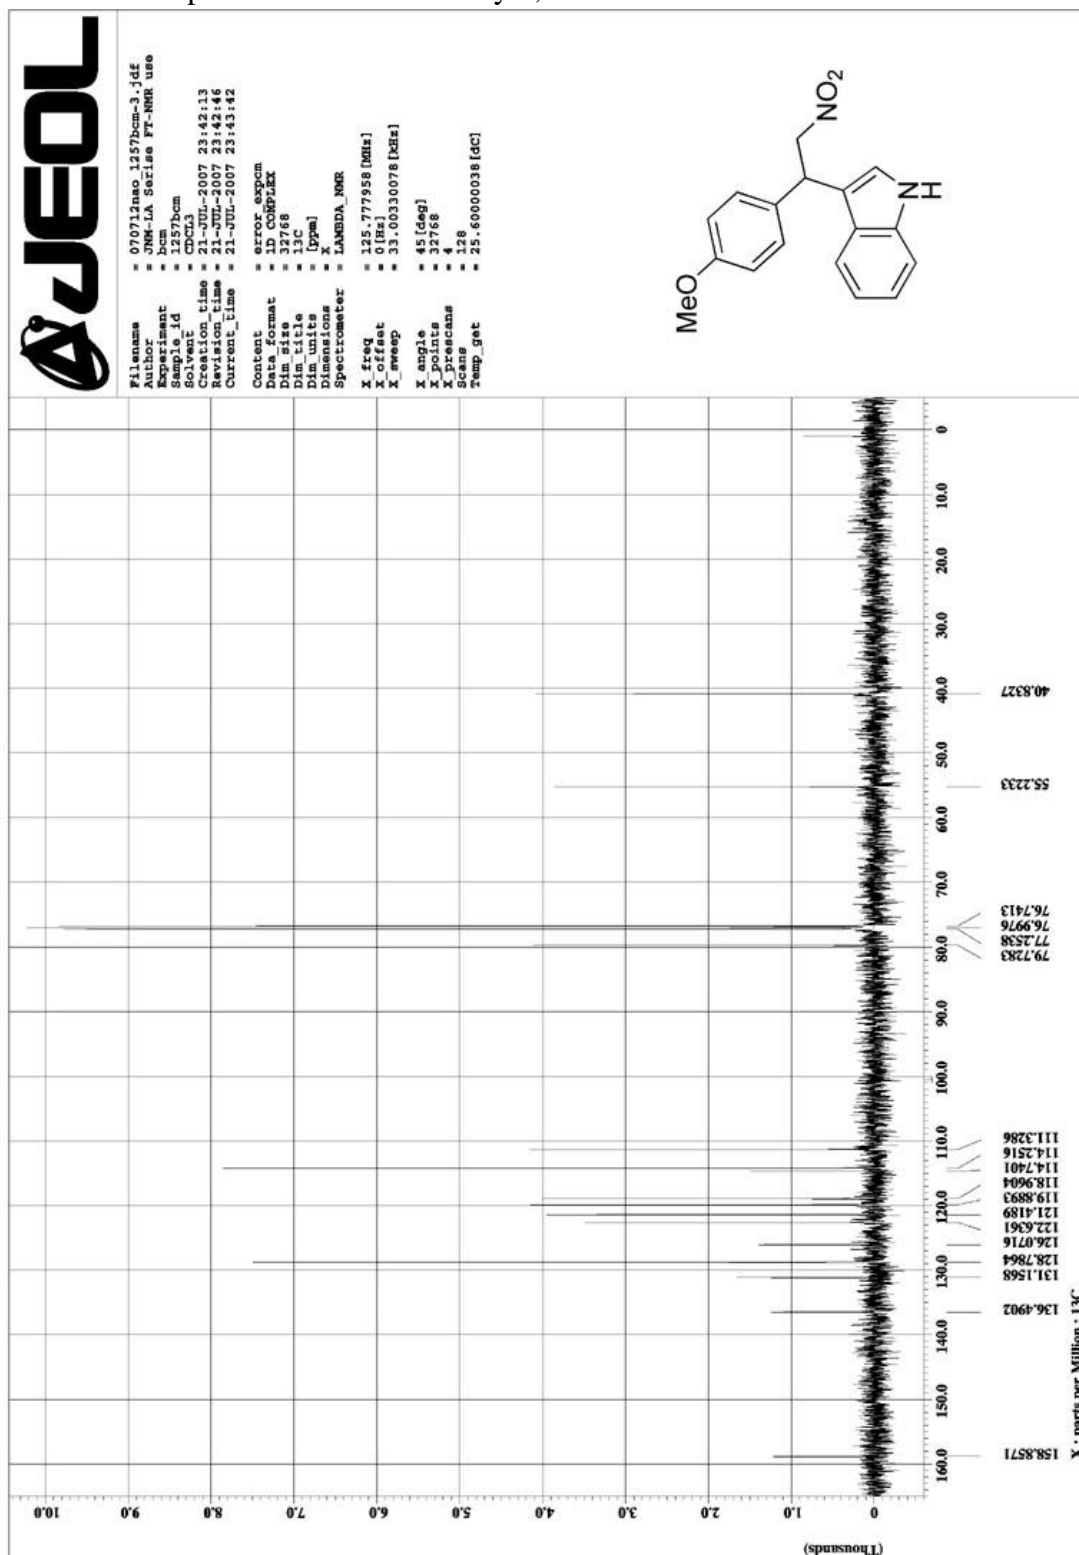 JEOL
Filename = 070712nao_1257bcm-3.jdf
Author = JNM-LA Serise FT-NMR use
Experiment = bcm
Sample_id = 1257bcm
Solvent = CDCL3
Creation_time = 21-JUL-2007 23:42:13
Revision_time = 21-JUL-2007 23:42:46
Current_time = 21-JUL-2007 23:43:42
Content = error_expcm
Data_format = 1D COMPLEX
Dim_size = 32768
Dim_title = 13C
Dim_units = [ppm]
Dimensions = X
Spectrometer = LAMBDA_NMR
X_freq = 125.777958[MHz]
X_offset = 0[Hz]
X_sweep = 33.00330078[kHz]
X_angle = 45[deg]
X_points = 32768
X_prescans = 4
Scans = 128
Temp_get = 25.60000038[dC]
MeO
NO2
N
H
(Thousands)
10.0
9.0
8.0
7.0
6.0
5.0
4.0
3.0
2.0
1.0
0
160.0 150.0 140.0 130.0 120.0 110.0 100.0 90.0 80.0 70.0 60.0 50.0 40.0 30.0 20.0 10.0 0
158.8571
136.4902
131.1568
128.7864
126.0716
122.6361
121.4189
119.8893
118.9604
114.7401
114.2516
111.3286
79.7283
77.2538
76.9976
76.7413
55.2233
40.8327
X : parts per Million : 13C